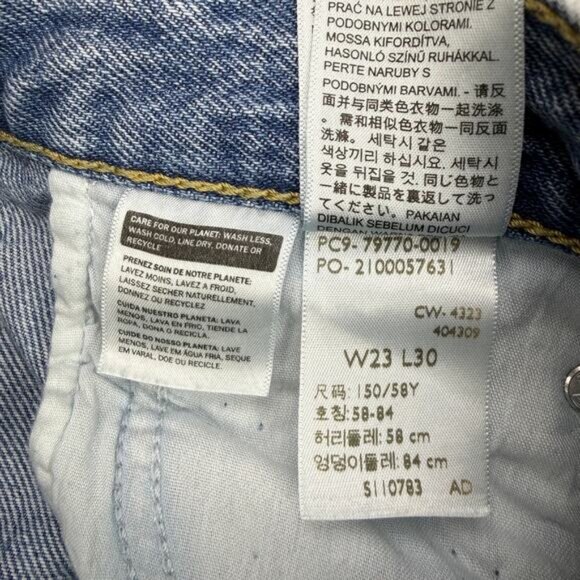 PRAĆ NA LEWEJ STRONIE Z
PODOBNYMI KOLORAMI.
MOSSA KIFORDÍTVA,
HASONLÓ SZÍNŰ RUHÁKKAL.
PERTE NARUBY S
PODOBNÝMI BARVAMI. - 请反
面并与同类色衣物一起洗涤
。需和相似色衣物一同反面
洗滌。세탁시 같은
색상끼리 하십시요. 세탁시
옷을 뒤집을 것. 同じ色物と
一緒に製品を裏返して洗っ
てください。PAKAIAN
DIBALIK SEBELUM DICUCI
DENGAN
CARE FOR OUR PLANET: WASH LESS,
WASH COLD, LINE DRY, DONATE OR
RECYCLE
PRENEZ SOIN DE NOTRE PLANETE:
LAVEZ MOINS, LAVEZ A FROID,
LAISSEZ SECHER NATURELLEMENT,
DONNEZ OU RECYCLEZ
CUIDA NUESTRO PLANETA: LAVA
MENOS, LAVA EN FRIO, TIENDE LA
ROPA, DONA O RECICLA.
CUIDE DO NOSSO PLANETA: LAVE
MENOS, LAVE EM ÁGUA FRIA, SEQUE
EM VARAL, DOE OU RECICLE.
PC9- 79770-0019
PO- 2100057631
CW- 4323
404309
W23 L30
尺码: 150/58Y
호칭: 58-84
허리둘레: 58 cm
엉덩이둘레: 84 cm
S110783 AD